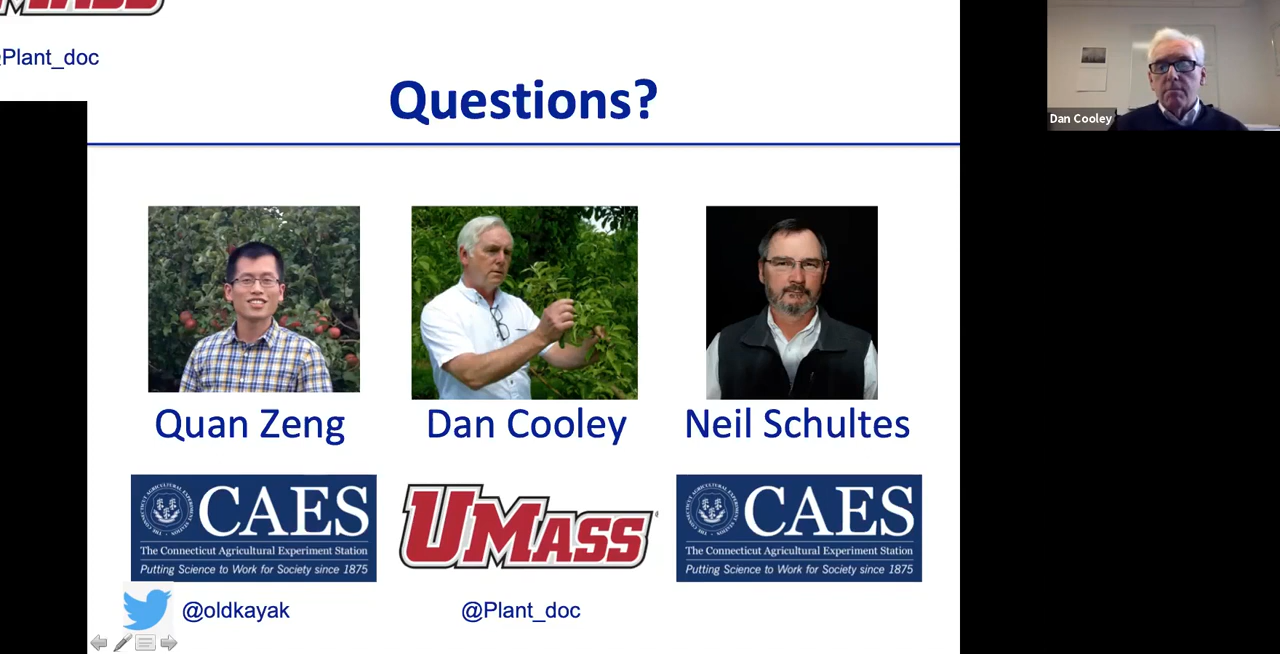 @Plant_doc
Questions?
Dan Cooley
Quan Zeng
Dan Cooley
Neil Schultes
CAES
The Connecticut Agricultural Experiment Station
Putting Science to Work for Society since 1875
UMASS
CAES
The Connecticut Agricultural Experiment Station
Putting Science to Work for Society since 1875
@oldkayak
@Plant_doc